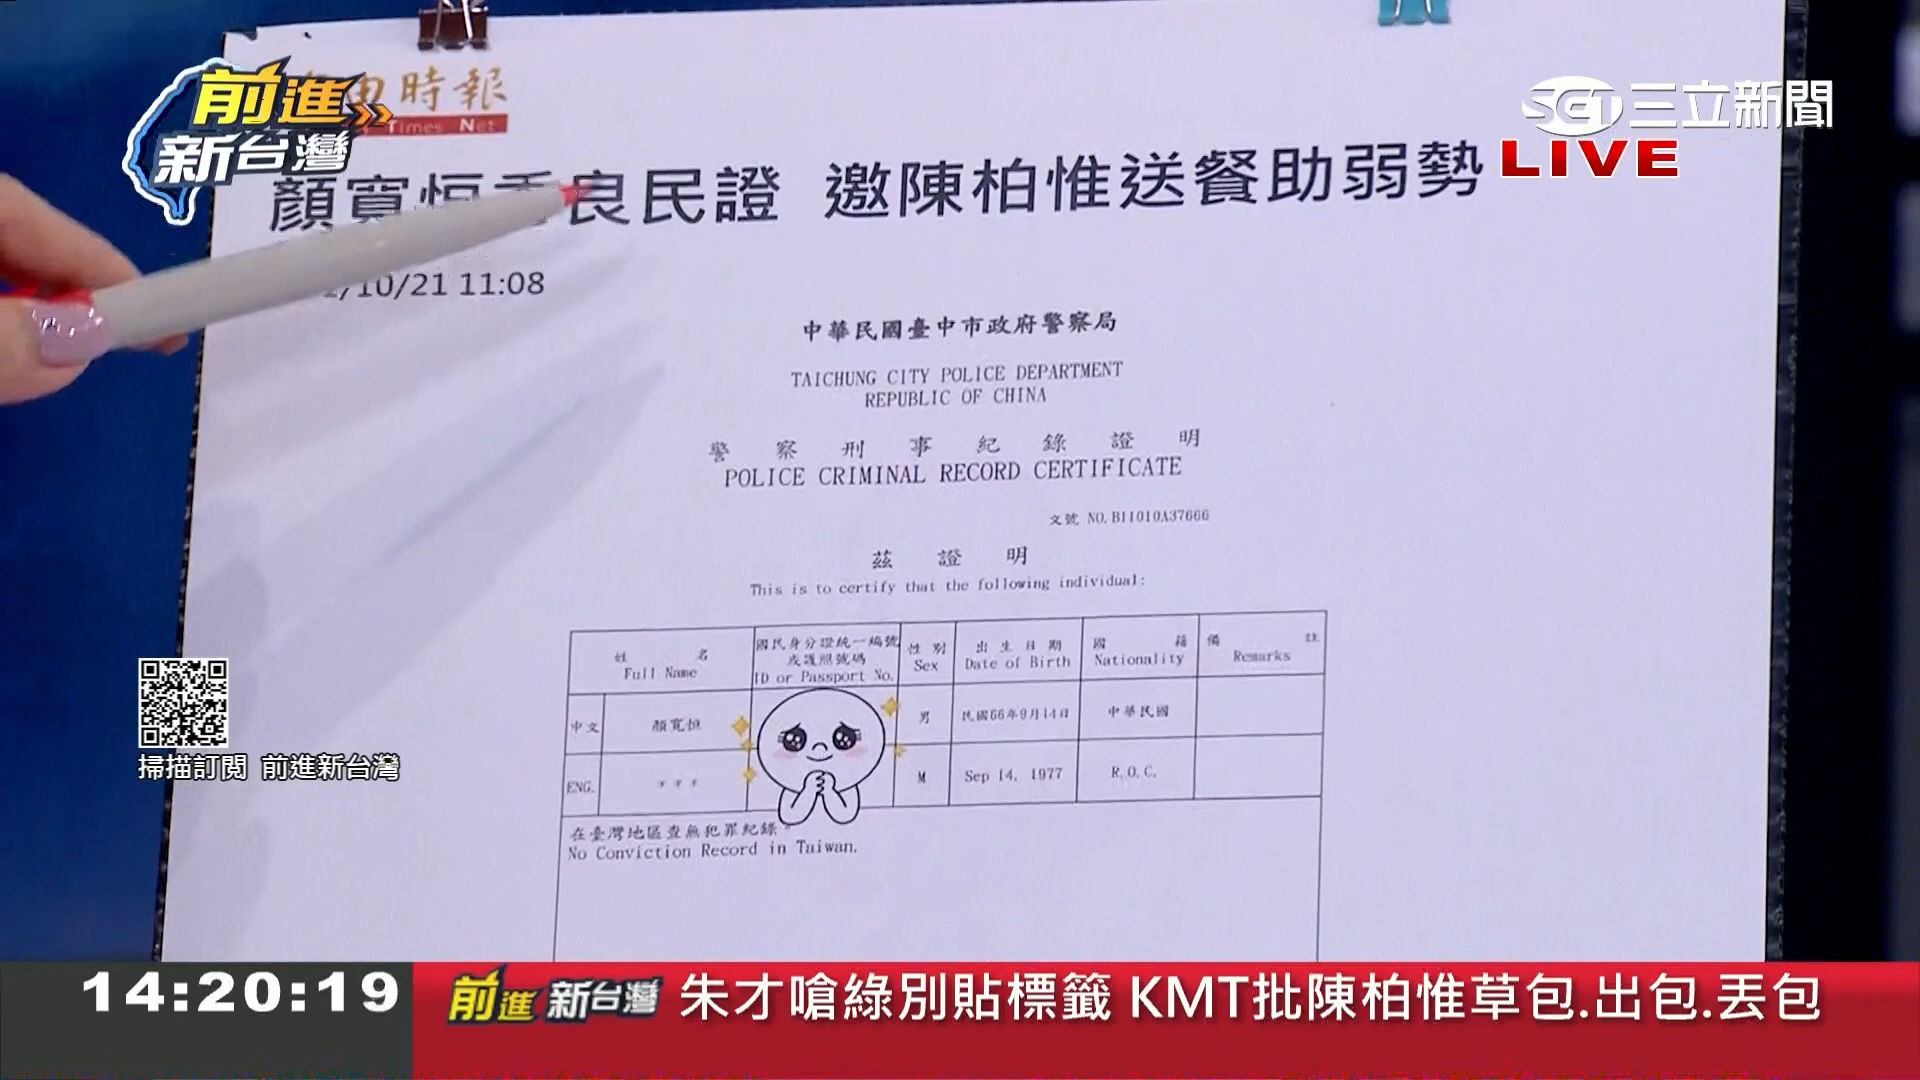 前進
新台灣
由時報
Times Net
SET三立新聞
LIVE
顏寬恒秀良民證 邀陳柏惟送餐助弱勢
/10/21 11:08
中華民國臺中市政府警察局
TAICHUNG CITY POLICE DEPARTMENT
REPUBLIC OF CHINA
警察刑事紀錄證明
POLICE CRIMINAL RECORD CERTIFICATE
文號 NO.B11010A37666
茲證明
This is to certify that the following individual:
姓名
Full Name
國民身分證統一編號
或護照號碼
ID or Passport No.
性別
Sex
出生日期
Date of Birth
國籍
Nationality
備註
Remarks
中文 顏寬恒 男 民國66年9月14日 中華民國
ENG. *** M Sep 14, 1977 R.O.C.
在臺灣地區查無犯罪紀錄。
No Conviction Record in Taiwan.
掃描訂閱 前進新台灣
14:20:19
前進新台灣 朱才嗆綠別貼標籤 KMT批陳柏惟草包.出包.丟包